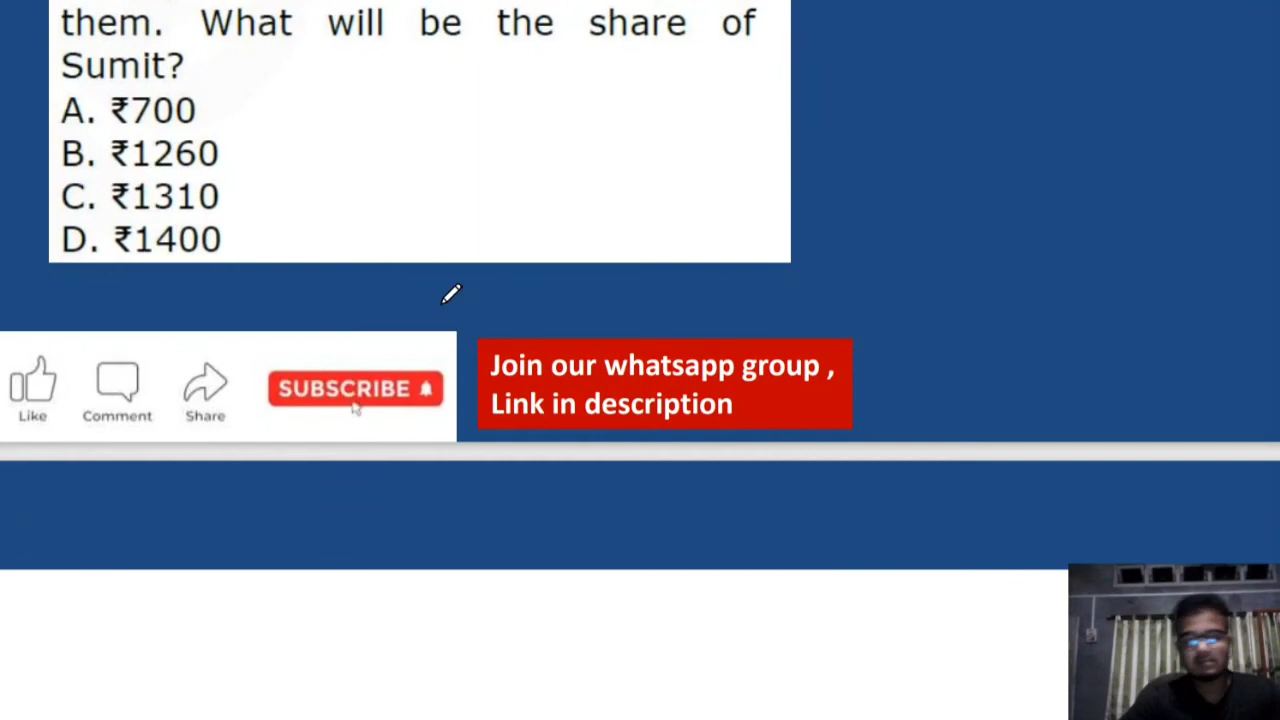 them. What will be the share of
Sumit?
A. ₹700
B. ₹1260
C. ₹1310
D. ₹1400
Like
Comment
Share
SUBSCRIBE
Join our whatsapp group ,
Link in description